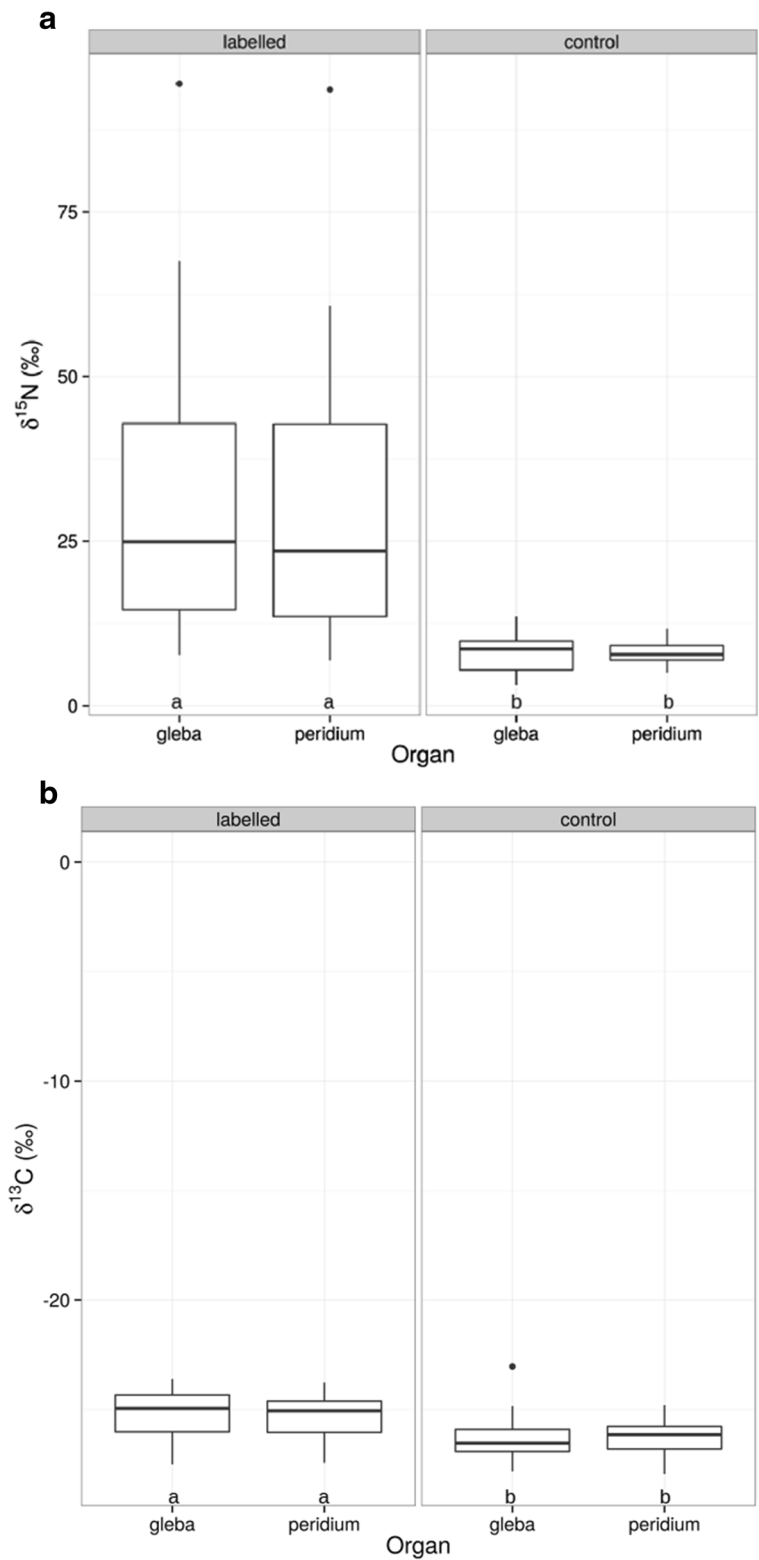 a
labelled control
75
50
25
0
δ15N (‰)
a a b b
gleba peridium gleba peridium
Organ
b
labelled control
0
-10
-20
δ13C (‰)
a a b b
gleba peridium gleba peridium
Organ